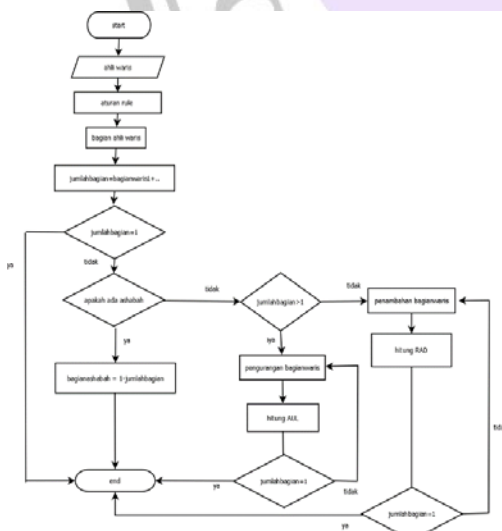 start
ahli waris
aturan rule
bagian ahli waris
jumlahbagian=bagianwaris1+..
jumlahbagian=1
ya
tidak
apakah ada ashabah
tidak
jumlahbagian>1
tidak
penambahan bagianwaris
ya
iya
hitung RAD
bagianashabah = 1-jumlahbagian
pengurangan bagianwaris
hitung AUL
tidak
end
ya
jumlahbagian=1
tidak
jumlahbagian=1
ya